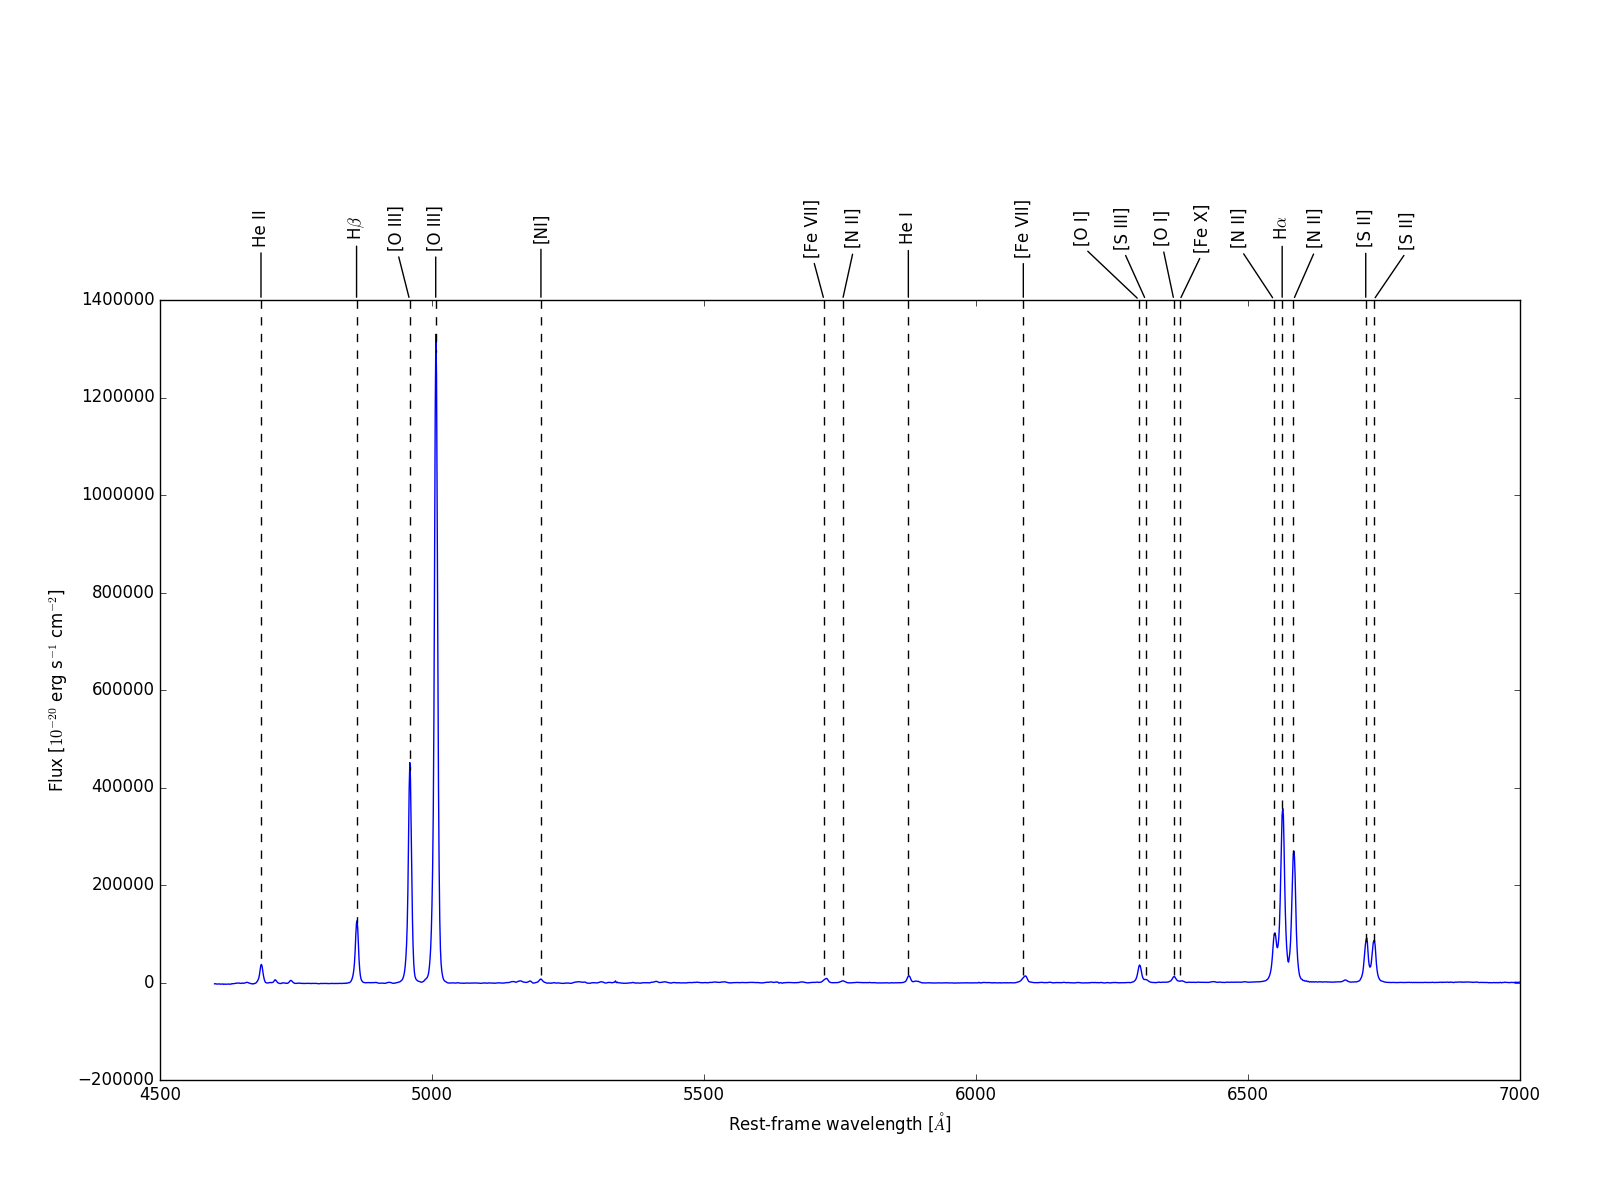 He II
Hβ
[O III]
[O III]
[NI]
[Fe VII]
[N II]
He I
[Fe VII]
[O I]
[S III]
[O I]
[Fe X]
[N II]
Hα
[N II]
[S II]
[S II]
1400000
1200000
1000000
800000
600000
400000
200000
0
−200000
4500
5000
5500
6000
6500
7000
Flux [10⁻²⁰ erg s⁻¹ cm⁻²]
Rest-frame wavelength [Å]